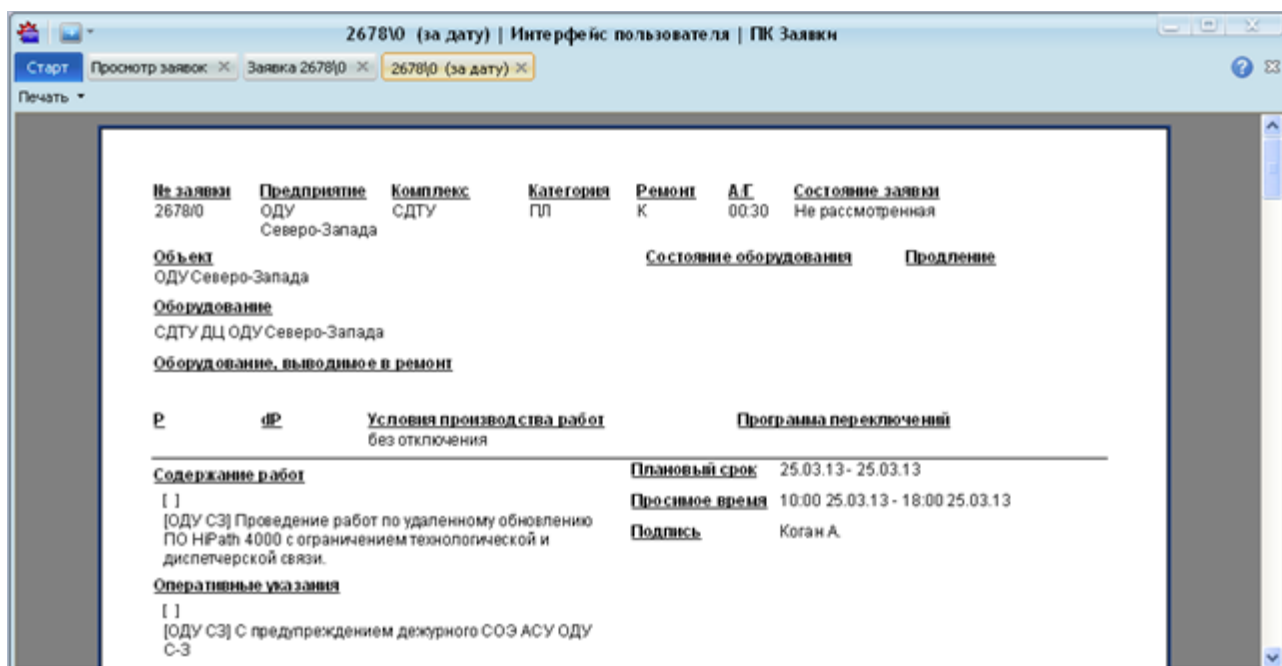 2678\0 (за дату) | Интерфейс пользователя | ПК Заявки
Старт Просмотр заявок Заявка 2678\0 2678\0 (за дату)
Печать
№ заявки Предприятие Комплекс Категория Ремонт А/Г Состояние заявки
2678/0 ОДУ СДТУ ПЛ К 00:30 Не рассмотренная
Северо-Запада
Объект Состояние оборудования Продление
ОДУ Северо-Запада
Оборудование
СДТУ ДЦ ОДУ Северо-Запада
Оборудование, выводимое в ремонт
P dP Условия производства работ Программа переключений
без отключения
Содержание работ Плановый срок 25.03.13 - 25.03.13
[ ] Просимое время 10:00 25.03.13 - 18:00 25.03.13
[ОДУ СЗ] Проведение работ по удаленному обновлению
ПО HiPath 4000 с ограничением технологической и Подпись Коган А.
диспетчерской связи.
Оперативные указания
[ ]
[ОДУ СЗ] С предупреждением дежурного СОЭ АСУ ОДУ
С-З